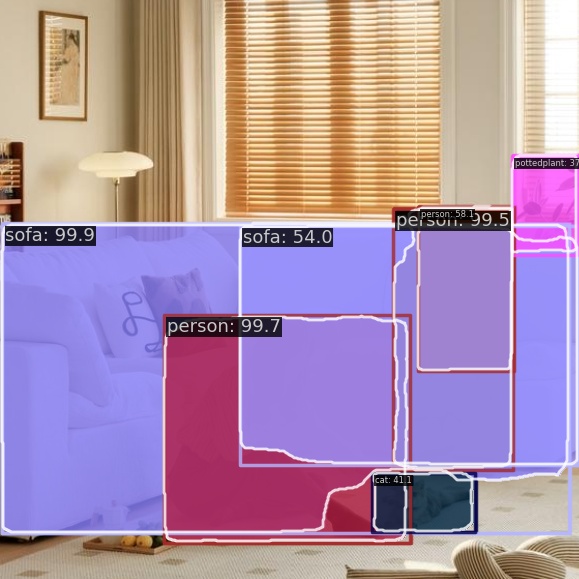 pottedplant: 37
person: 58.1
person: 99.5
sofa: 99.9
sofa: 54.0
person: 99.7
cat: 41.1